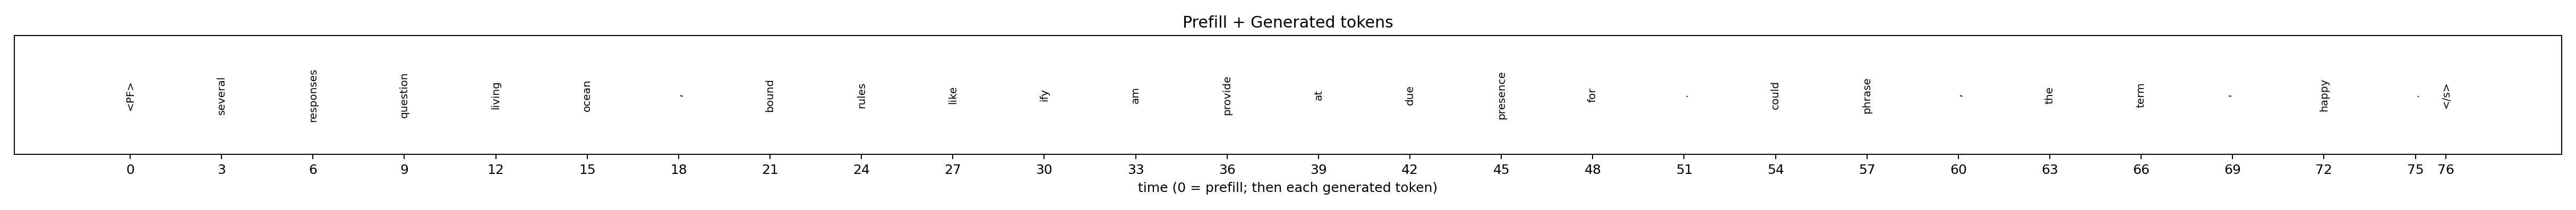 Prefill + Generated tokens
<PF> several responses question living ocean , bound rules like ify am provide at due presence for . could phrase , the term , happy . </s>
0 3 6 9 12 15 18 21 24 27 30 33 36 39 42 45 48 51 54 57 60 63 66 69 72 75 76
time (0 = prefill; then each generated token)